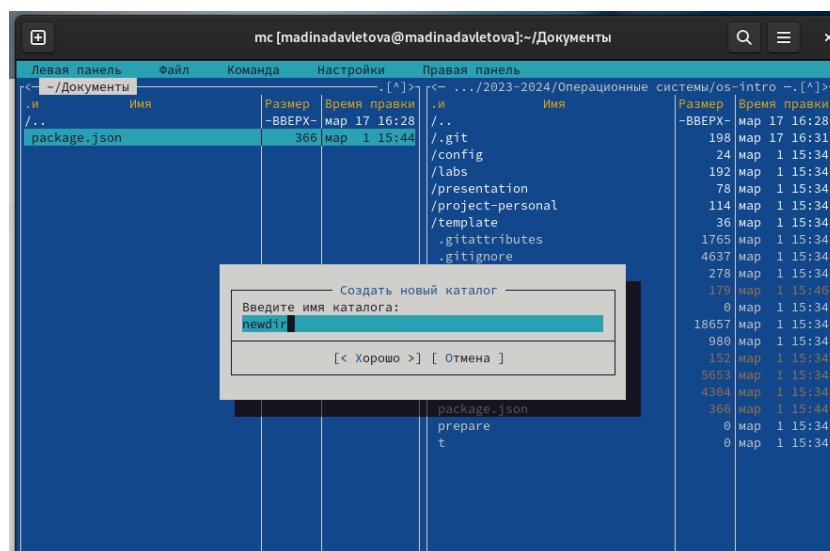 mc [madinadavletova@madinadavletova]:~/Документы
Левая панель Файл Команда Настройки Правая панель
<— ~/Документы —.[^]>
.и Имя Размер Время правки
/.. -ВВЕРХ- мар 17 16:28
package.json 366 мар 1 15:44
<— .../2023-2024/Операционные системы/os-intro —.[^]>
.и Имя Размер Время правки
/.. -ВВЕРХ- мар 17 16:28
/.git 198 мар 17 16:31
/config 24 мар 1 15:34
/labs 192 мар 1 15:34
/presentation 78 мар 1 15:34
/project-personal 114 мар 1 15:34
/template 36 мар 1 15:34
.gitattributes 1765 мар 1 15:34
.gitignore 4637 мар 1 15:34
278 мар 1 15:34
179 мар 1 15:46
0 мар 1 15:34
18657 мар 1 15:34
980 мар 1 15:34
152 мар 1 15:34
5653 мар 1 15:34
4304 мар 1 15:34
package.json 366 мар 1 15:44
prepare 0 мар 1 15:34
t 0 мар 1 15:34
Создать новый каталог
Введите имя каталога:
newdir
[< Хорошо >] [ Отмена ]